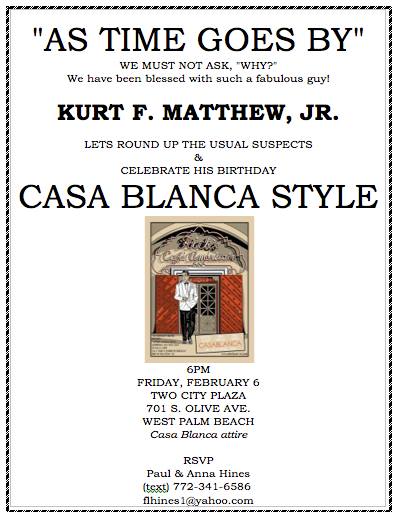 "AS TIME GOES BY"
WE MUST NOT ASK, "WHY?"
We have been blessed with such a fabulous guy!
KURT F. MATTHEW, JR.
LETS ROUND UP THE USUAL SUSPECTS
&
CELEBRATE HIS BIRTHDAY
CASA BLANCA STYLE
Rick's
Café Américain
CASABLANCA
6PM
FRIDAY, FEBRUARY 6
TWO CITY PLAZA
701 S. OLIVE AVE.
WEST PALM BEACH
Casa Blanca attire
RSVP
Paul & Anna Hines
(text) 772-341-6586
flhines1@yahoo.com